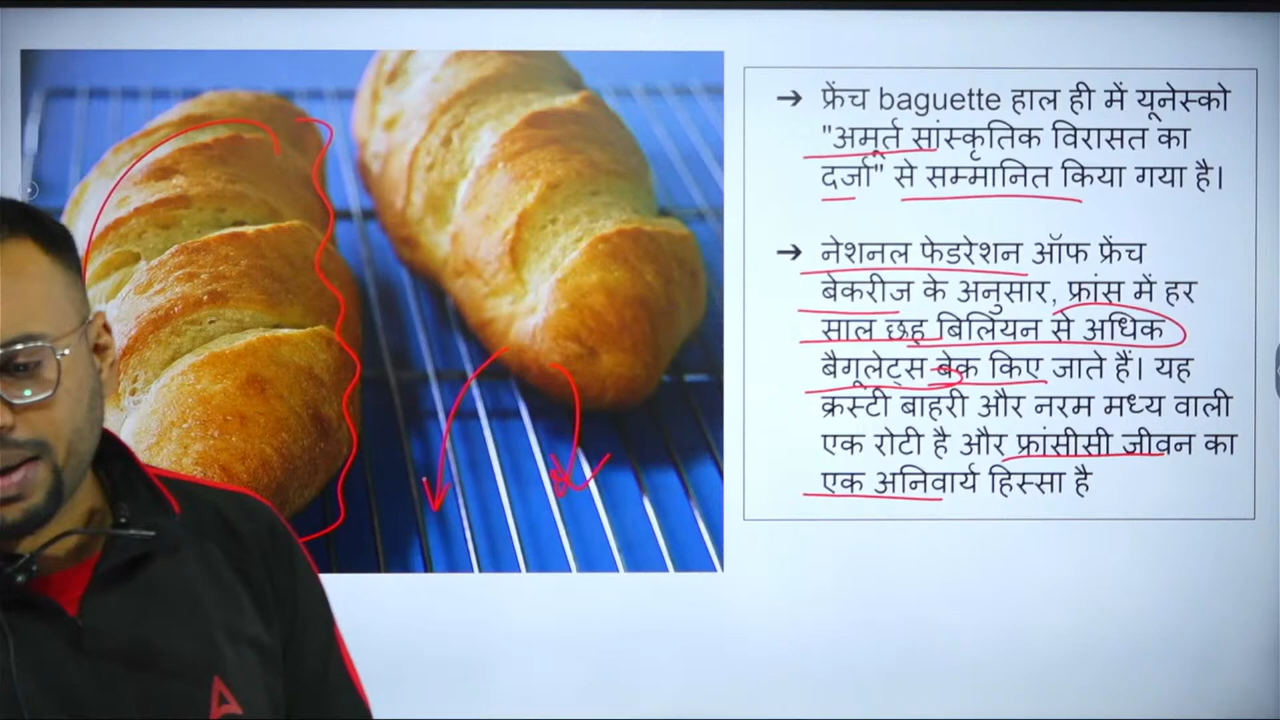 ➔ फ्रेंच baguette हाल ही में यूनेस्को
"अमूर्त सांस्कृतिक विरासत का
दर्जा" से सम्मानित किया गया है।
➔ नेशनल फेडरेशन ऑफ फ्रेंच
बेकरीज के अनुसार, फ्रांस में हर
साल छह बिलियन से अधिक
बैगूलेट्स बेक किए जाते हैं। यह
क्रस्टी बाहरी और नरम मध्य वाली
एक रोटी है और फ्रांसीसी जीवन का
एक अनिवार्य हिस्सा है